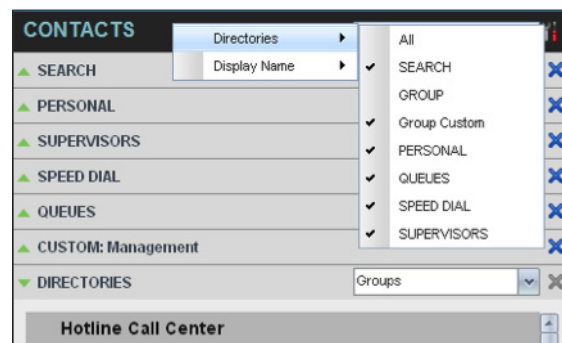 CONTACTS
Directories
Display Name
All
SEARCH
GROUP
Group Custom
PERSONAL
QUEUES
SPEED DIAL
SUPERVISORS
SEARCH
PERSONAL
SUPERVISORS
SPEED DIAL
QUEUES
CUSTOM: Management
DIRECTORIES
Groups
Hotline Call Center